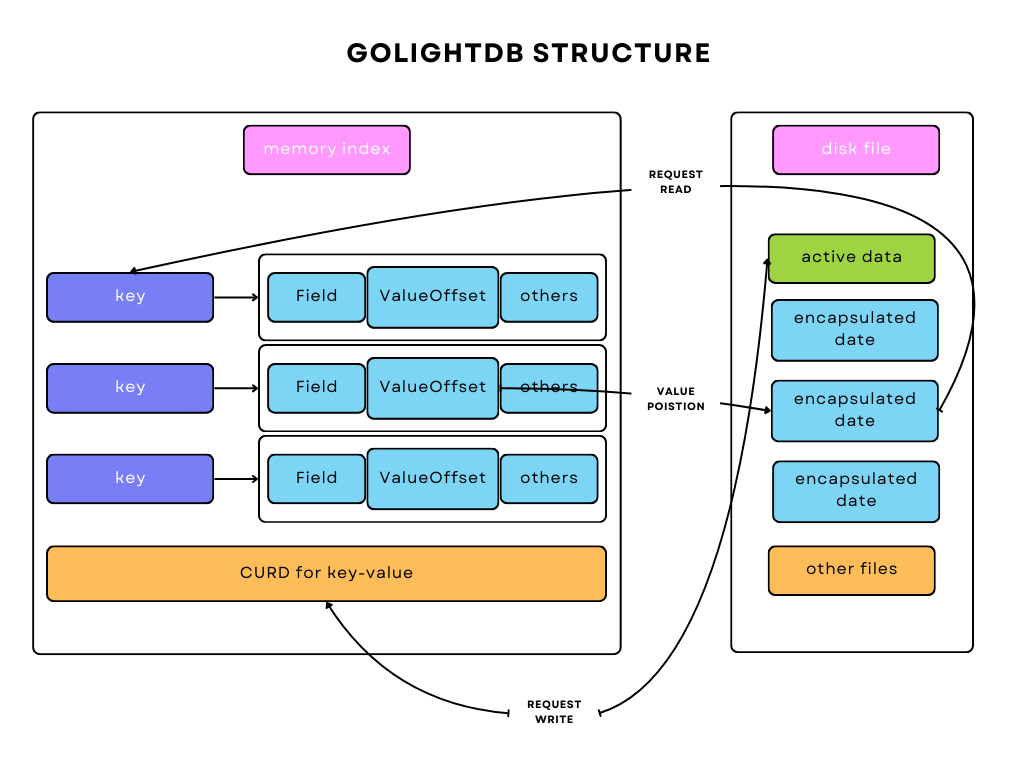 GOLIGHTDB STRUCTURE
memory index
disk file
REQUEST
READ
active data
key
Field
ValueOffset
others
encapsulated
date
key
Field
ValueOffset
others
VALUE
POISTION
encapsulated
date
key
Field
ValueOffset
others
encapsulated
date
CURD for key-value
other files
REQUEST
WRITE